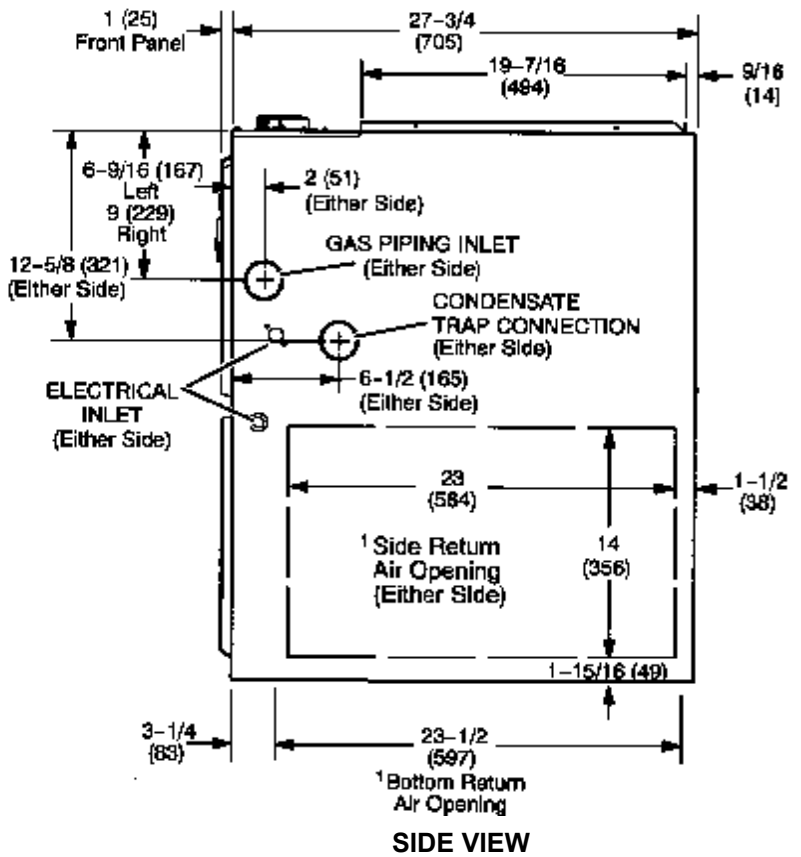 1 (25)
Front Panel
27-3/4
(705)
19-7/16
(494)
9/16
(14)
6-9/16 (167)
Left
9 (229)
Right
2 (51)
(Either Side)
12-5/8 (321)
(Either Side)
GAS PIPING INLET
(Either Side)
CONDENSATE
TRAP CONNECTION
(Either Side)
ELECTRICAL
INLET
(Either Side)
6-1/2 (165)
(Either Side)
23
(584)
1-1/2
(38)
1 Side Return
Air Opening
(Either Side)
14
(356)
1-15/16 (49)
3-1/4
(83)
23-1/2
(597)
1 Bottom Return
Air Opening
SIDE VIEW